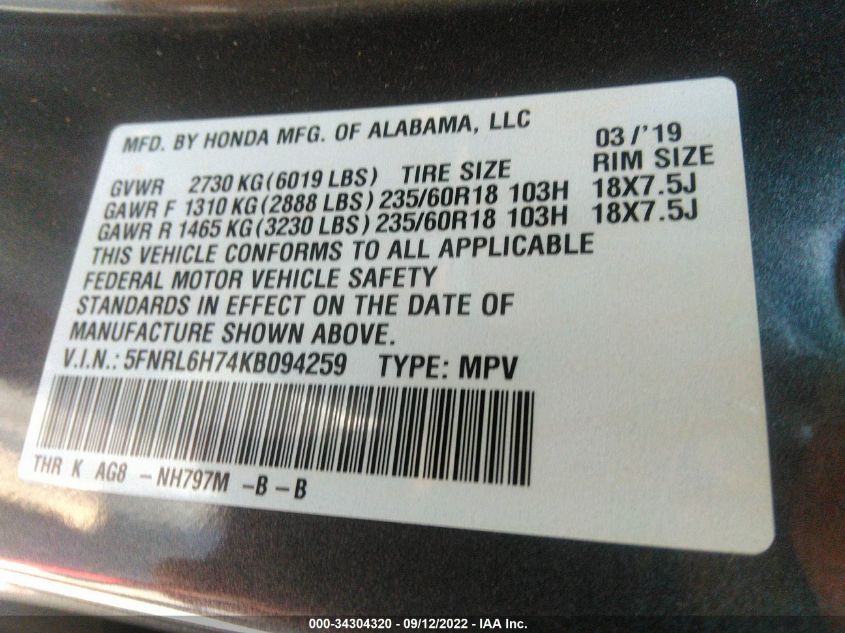 MFD. BY HONDA MFG. OF ALABAMA, LLC 03/'19
GVWR 2730 KG (6019 LBS) TIRE SIZE RIM SIZE
GAWR F 1310 KG (2888 LBS) 235/60R18 103H 18X7.5J
GAWR R 1465 KG (3230 LBS) 235/60R18 103H 18X7.5J
THIS VEHICLE CONFORMS TO ALL APPLICABLE
FEDERAL MOTOR VEHICLE SAFETY
STANDARDS IN EFFECT ON THE DATE OF
MANUFACTURE SHOWN ABOVE.
V.I.N.: 5FNRL6H74KB094259 TYPE: MPV
THR K AG8 - NH797M - B - B
000-34304320 - 09/12/2022 - IAA Inc.